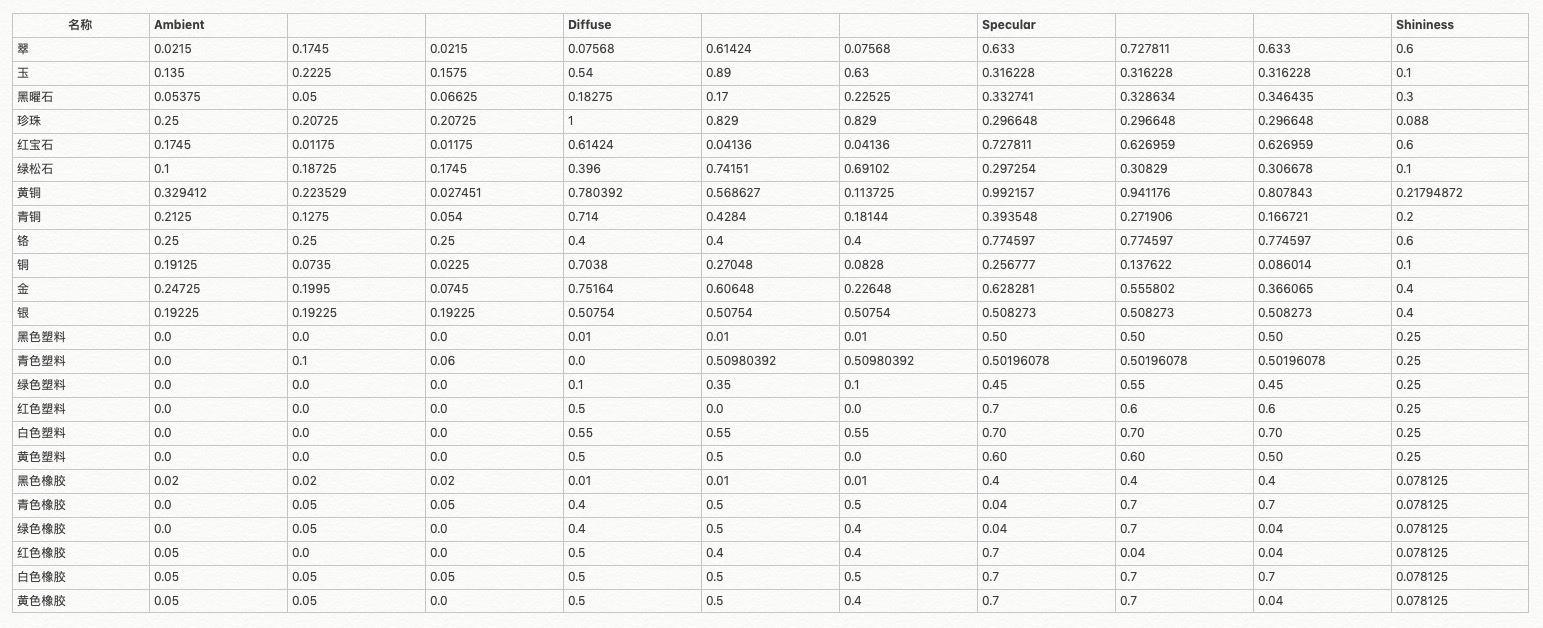 名称 Ambient Diffuse Specular Shininess
翠 0.0215 0.1745 0.0215 0.07568 0.61424 0.07568 0.633 0.727811 0.633 0.6
玉 0.135 0.2225 0.1575 0.54 0.89 0.63 0.316228 0.316228 0.316228 0.1
黑曜石 0.05375 0.05 0.06625 0.18275 0.17 0.22525 0.332741 0.328634 0.346435 0.3
珍珠 0.25 0.20725 0.20725 1 0.829 0.829 0.296648 0.296648 0.296648 0.088
红宝石 0.1745 0.01175 0.01175 0.61424 0.04136 0.04136 0.727811 0.626959 0.626959 0.6
绿松石 0.1 0.18725 0.1745 0.396 0.74151 0.69102 0.297254 0.30829 0.306678 0.1
黄铜 0.329412 0.223529 0.027451 0.780392 0.568627 0.113725 0.992157 0.941176 0.807843 0.21794872
青铜 0.2125 0.1275 0.054 0.714 0.4284 0.18144 0.393548 0.271906 0.166721 0.2
铬 0.25 0.25 0.25 0.4 0.4 0.4 0.774597 0.774597 0.774597 0.6
铜 0.19125 0.0735 0.0225 0.7038 0.27048 0.0828 0.256777 0.137622 0.086014 0.1
金 0.24725 0.1995 0.0745 0.75164 0.60648 0.22648 0.628281 0.555802 0.366065 0.4
银 0.19225 0.19225 0.19225 0.50754 0.50754 0.50754 0.508273 0.508273 0.508273 0.4
黑色塑料 0.0 0.0 0.0 0.01 0.01 0.01 0.50 0.50 0.50 0.25
青色塑料 0.0 0.1 0.06 0.0 0.50980392 0.50980392 0.50196078 0.50196078 0.50196078 0.25
绿色塑料 0.0 0.0 0.0 0.1 0.35 0.1 0.45 0.55 0.45 0.25
红色塑料 0.0 0.0 0.0 0.5 0.0 0.0 0.7 0.6 0.6 0.25
白色塑料 0.0 0.0 0.0 0.55 0.55 0.55 0.70 0.70 0.70 0.25
黄色塑料 0.0 0.0 0.0 0.5 0.5 0.0 0.60 0.60 0.50 0.25
黑色橡胶 0.02 0.02 0.02 0.01 0.01 0.01 0.4 0.4 0.4 0.078125
青色橡胶 0.0 0.05 0.05 0.4 0.5 0.5 0.04 0.7 0.7 0.078125
绿色橡胶 0.0 0.05 0.0 0.4 0.5 0.4 0.04 0.7 0.04 0.078125
红色橡胶 0.05 0.0 0.0 0.5 0.4 0.4 0.7 0.04 0.04 0.078125
白色橡胶 0.05 0.05 0.05 0.5 0.5 0.5 0.7 0.7 0.7 0.078125
黄色橡胶 0.05 0.05 0.0 0.5 0.5 0.4 0.7 0.7 0.04 0.078125